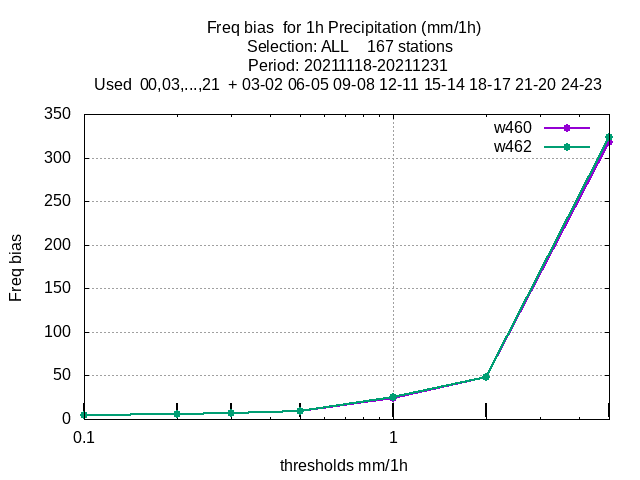 Freq bias  for 1h Precipitation (mm/1h)
Selection: ALL    167 stations
Period: 20211118-20211231
Used  00,03,...,21  + 03-02 06-05 09-08 12-11 15-14 18-17 21-20 24-23
350
300
250
200
150
100
50
0
Freq bias
w460
w462
0.1
1
thresholds mm/1h